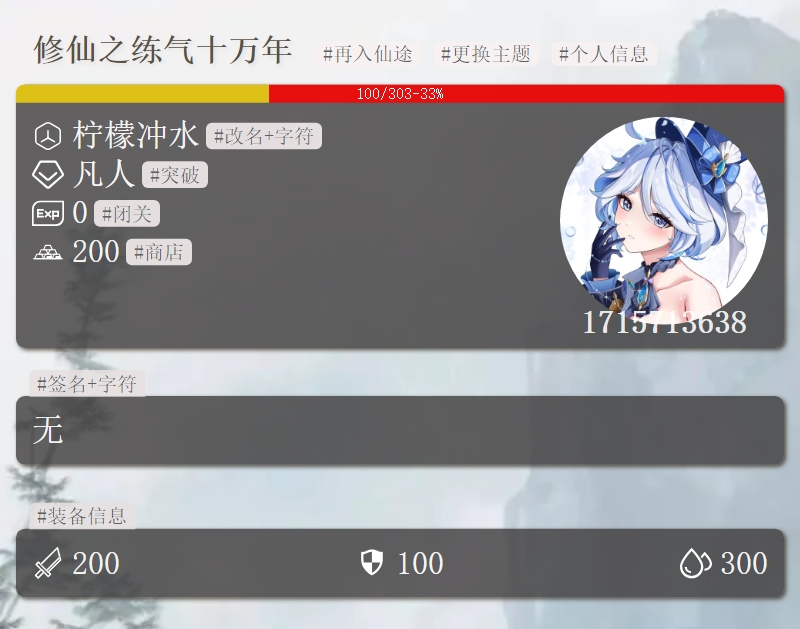 修仙之练气十万年 #再入仙途 #更换主题 #个人信息
100/303-33%
柠檬冲水 #改名+字符
凡人 #突破
Exp 0 #闭关
200 #商店
1715713638
#签名+字符
无
#装备信息
200 100 300